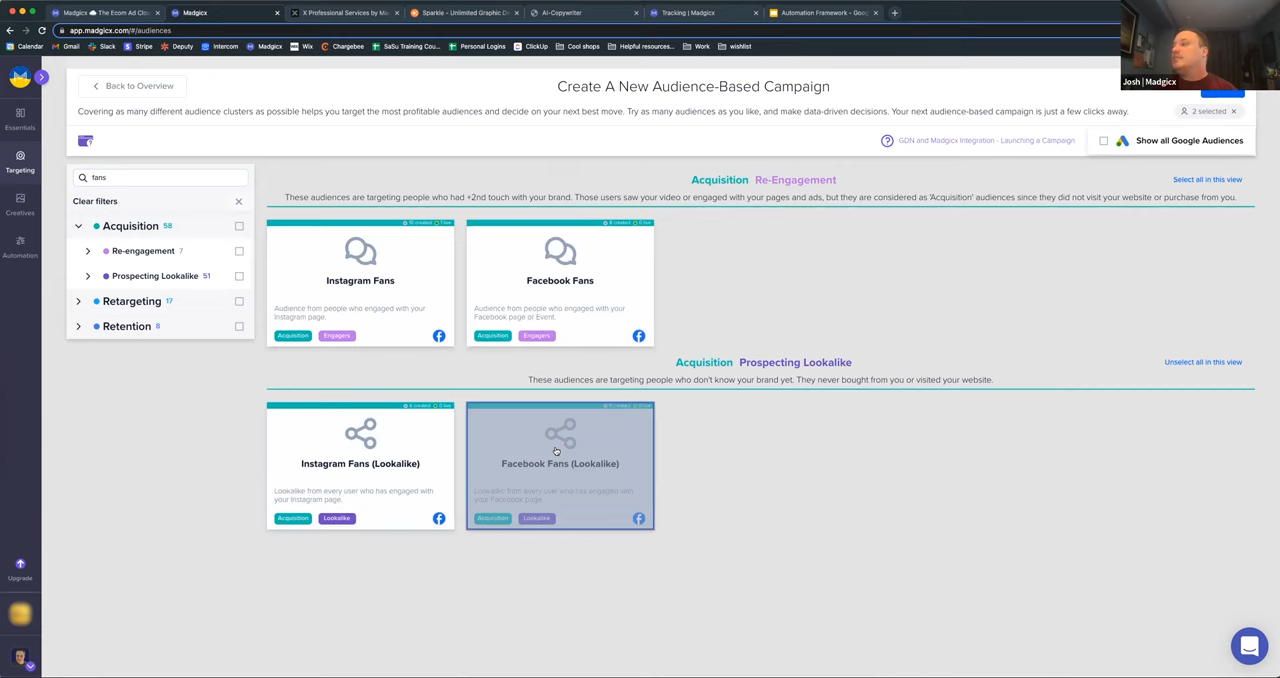 Madgicx ☁️ The Ecom Ad Clo
Madgicx
X Professional Services by Ma
Sparkle - Unlimited Graphic De
AI-Copywriter
Tracking | Madgicx
Automation Framework - Goog
app.madgicx.com/#/audiences
Calendar
Gmail
Slack
Stripe
Deputy
Intercom
Madgicx
Wix
Chargebee
SaSu Training Cou...
Personal Logins
ClickUp
Cool shops
Helpful resources...
Work
wishlist
Josh | Madgicx
Back to Overview
Create A New Audience-Based Campaign
Covering as many different audience clusters as possible helps you target the most profitable audiences and decide on your next best move. Try as many audiences as you like, and make data-driven decisions. Your next audience-based campaign is just a few clicks away.
2 selected
GDN and Madgicx Integration - Launching a Campaign
Show all Google Audiences
Essentials
Targeting
Creatives
Automation
Upgrade
fans
Clear filters
Acquisition 58
Re-engagement 7
Prospecting Lookalike 51
Retargeting 17
Retention 8
Acquisition Re-Engagement
Select all in this view
These audiences are targeting people who had +2nd touch with your brand. Those users saw your video or engaged with your pages and ads, but they are considered as 'Acquisition' audiences since they did not visit your website or purchase from you.
Instagram Fans
Audience from people who engaged with your
Instagram page.
Acquisition
Engagers
Facebook Fans
Audience from people who engaged with your
Facebook page or Event.
Acquisition
Engagers
Acquisition Prospecting Lookalike
Unselect all in this view
These audiences are targeting people who don't know your brand yet. They never bought from you or visited your website.
Instagram Fans (Lookalike)
Lookalike from every user who has engaged with
your Instagram page.
Acquisition
Lookalike
Facebook Fans (Lookalike)
Lookalike from every user who has engaged with
your Facebook page.
Acquisition
Lookalike